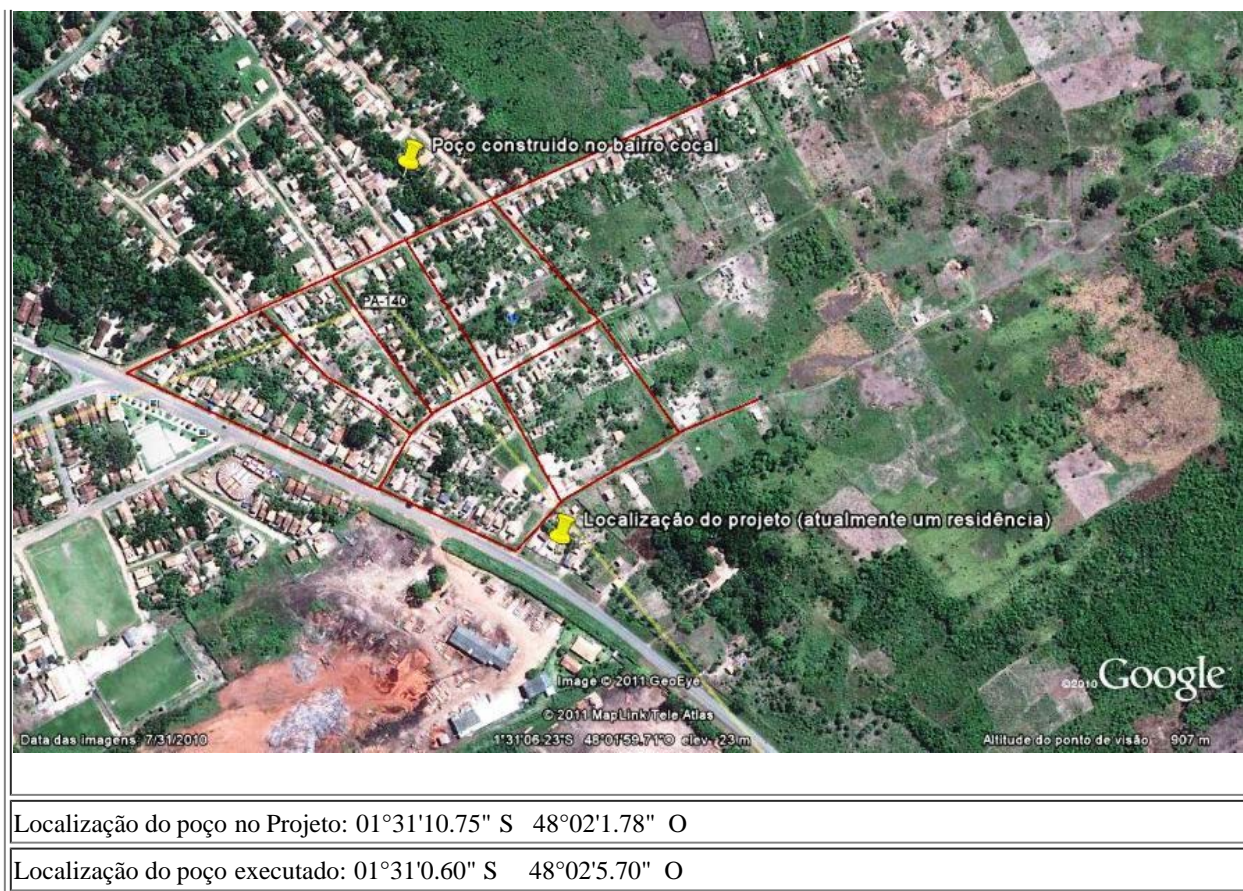 Poço construido no bairro cocal
PA-140
Localização do projeto (atualmente um residência)
Image © 2011 GeoEye
© 2011 MapLink/Tele Atlas
©2010 Google
Data das imagens: 7/31/2010
1°31'06.23"S 48°01'59.71"O elev 23 m
Altitude do ponto de visão 907 m
Localização do poço no Projeto: 01°31'10.75" S 48°02'1.78" O
Localização do poço executado: 01°31'0.60" S 48°02'5.70" O